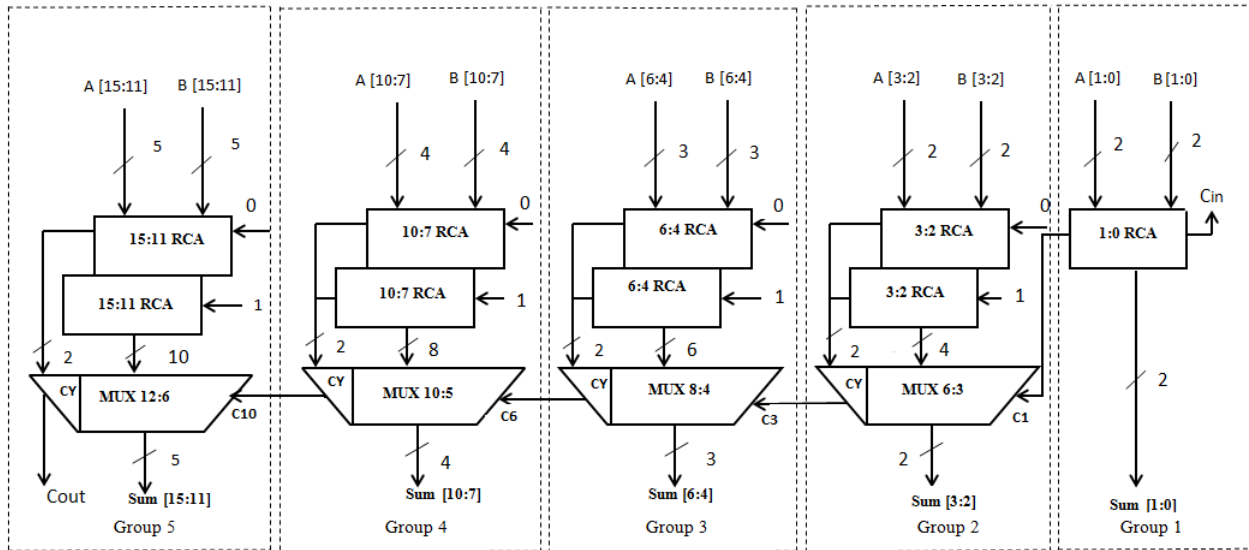 A [15:11] B [15:11] A [10:7] B [10:7] A [6:4] B [6:4] A [3:2] B [3:2] A [1:0] B [1:0]
5 5 4 4 3 3 2 2 2 2
0 0 0 0 Cin
15:11 RCA 10:7 RCA 6:4 RCA 3:2 RCA 1:0 RCA
15:11 RCA 1 10:7 RCA 1 6:4 RCA 1 3:2 RCA 1
2 10 2 8 2 6 2 4
CY MUX 12:6 CY MUX 10:5 CY MUX 8:4 CY MUX 6:3 2
C10 C6 C3 C1
5 4 3 2
Cout Sum [15:11] Sum [10:7] Sum [6:4] Sum [3:2] Sum [1:0]
Group 5 Group 4 Group 3 Group 2 Group 1